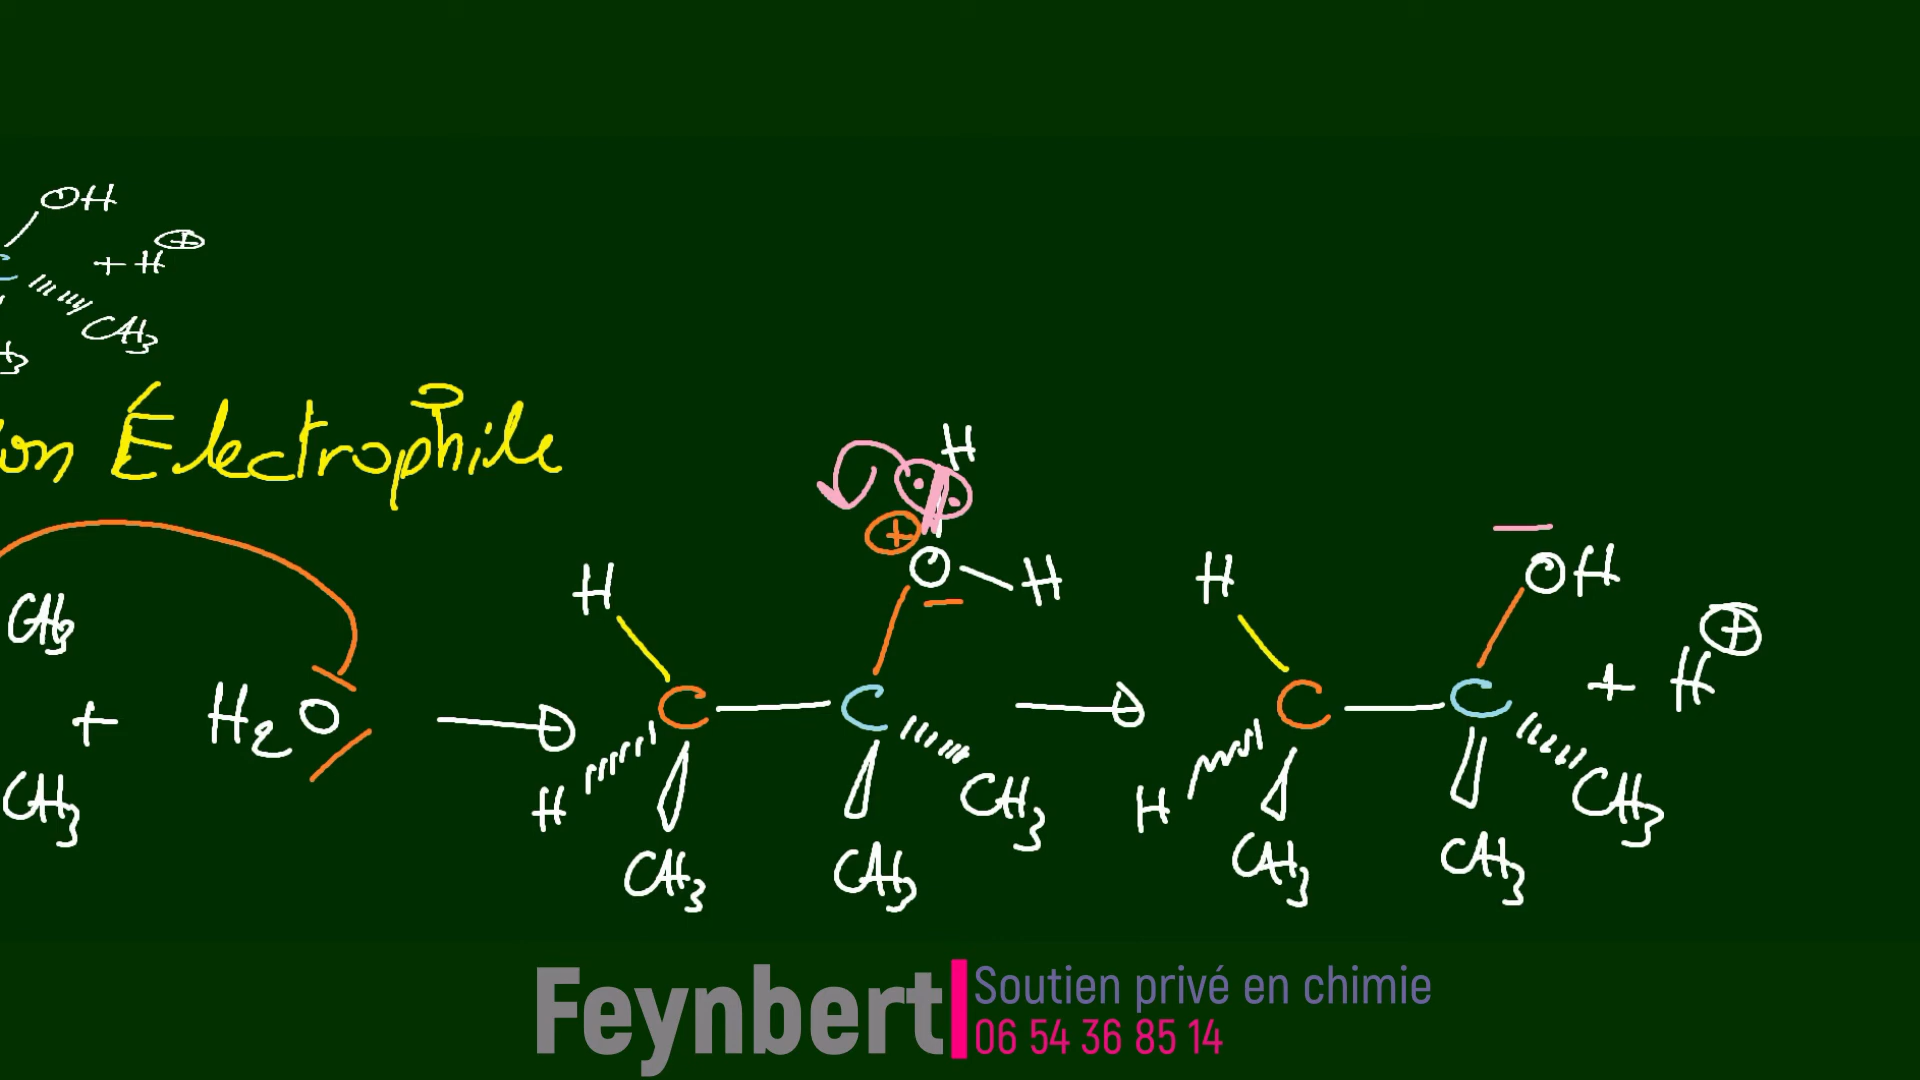 OH
+ H⊕
C
CH3
on Électrophile
H
⊕
H O – H H OH
CH3 ⊕
+ H2O → C — C → C — C + H
CH3 H CH3 H CH3
CH3 CH3 CH3 CH3
Feynbert
Soutien privé en chimie
06 54 36 85 14